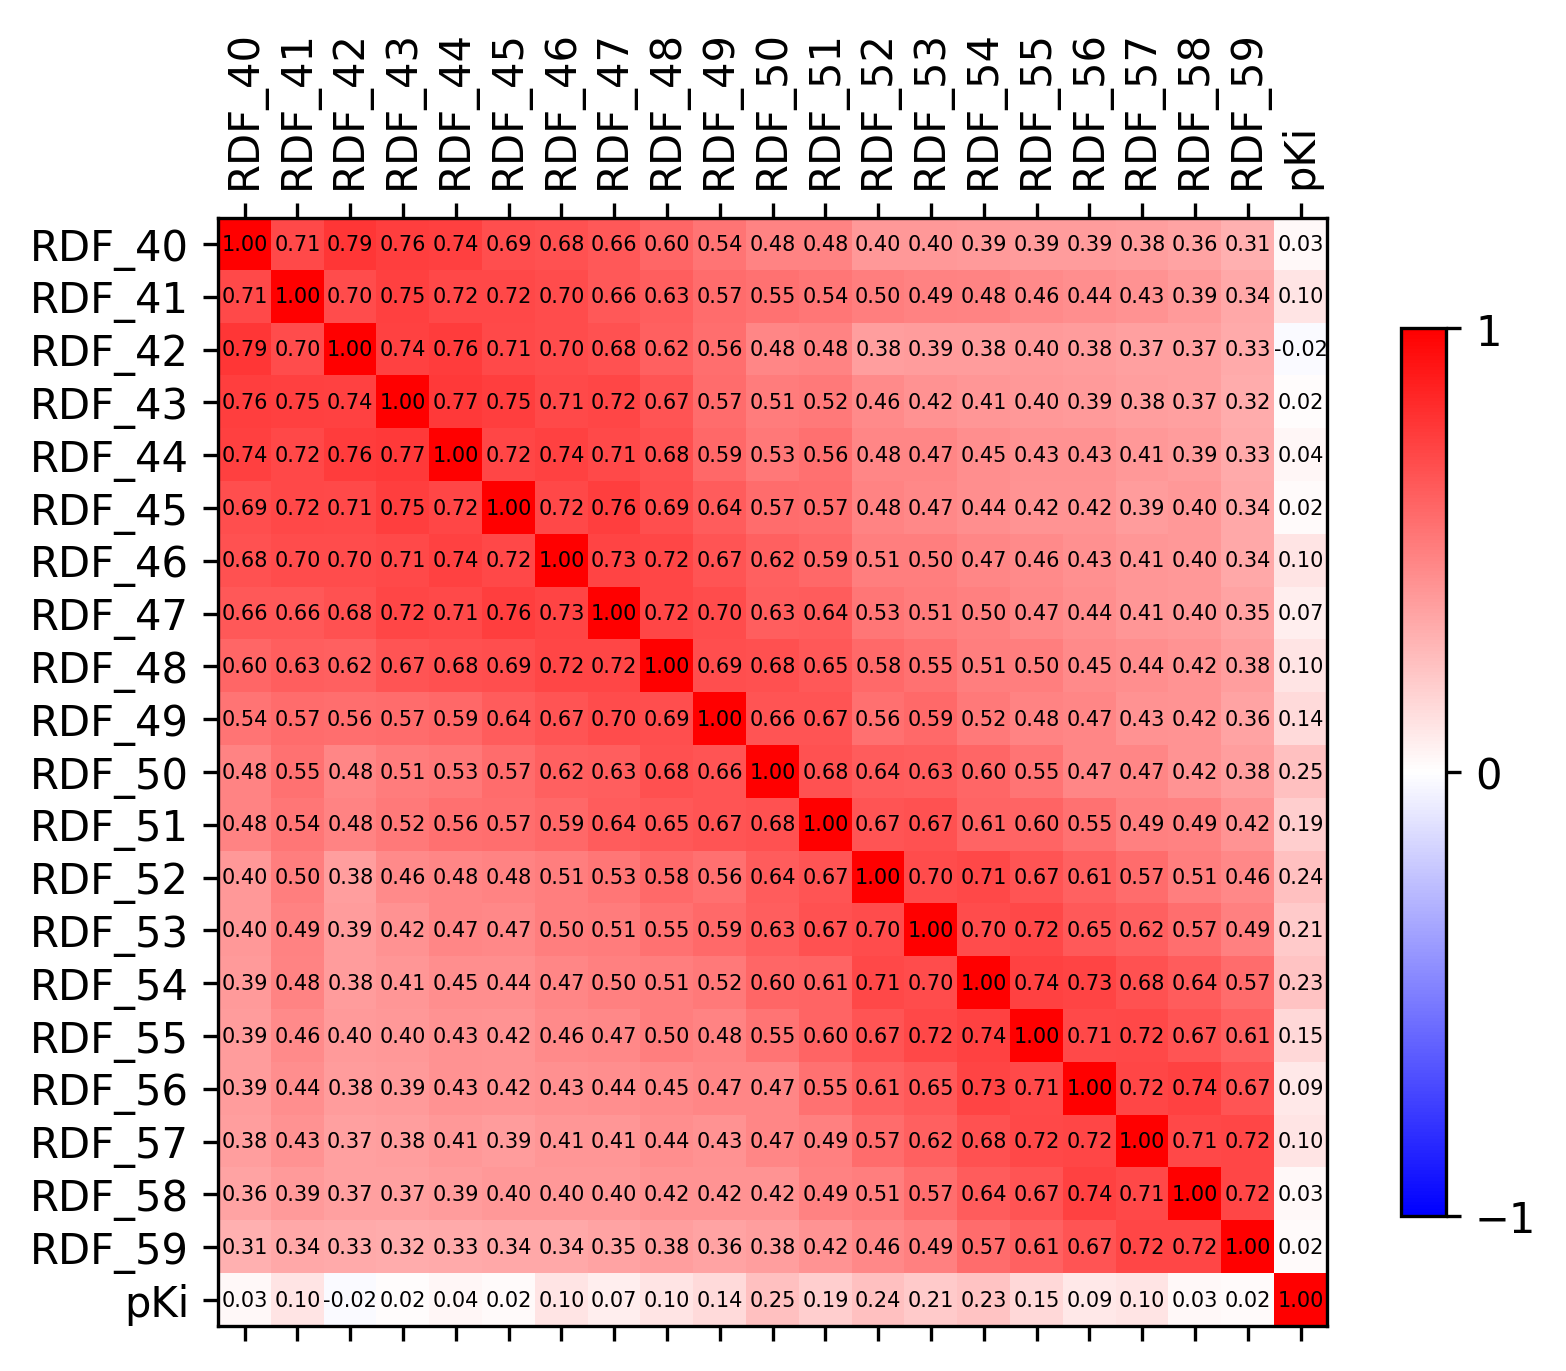 RDF_40 RDF_41 RDF_42 RDF_43 RDF_44 RDF_45 RDF_46 RDF_47 RDF_48 RDF_49 RDF_50 RDF_51 RDF_52 RDF_53 RDF_54 RDF_55 RDF_56 RDF_57 RDF_58 RDF_59 pKi
RDF_40 1.00 0.71 0.79 0.76 0.74 0.69 0.68 0.66 0.60 0.54 0.48 0.48 0.40 0.40 0.39 0.39 0.39 0.38 0.36 0.31 0.03
RDF_41 0.71 1.00 0.70 0.75 0.72 0.72 0.70 0.66 0.63 0.57 0.55 0.54 0.50 0.49 0.48 0.46 0.44 0.43 0.39 0.34 0.10
RDF_42 0.79 0.70 1.00 0.74 0.76 0.71 0.70 0.68 0.62 0.56 0.48 0.48 0.38 0.39 0.38 0.40 0.38 0.37 0.37 0.33 -0.02
RDF_43 0.76 0.75 0.74 1.00 0.77 0.75 0.71 0.72 0.67 0.57 0.51 0.52 0.46 0.42 0.41 0.40 0.39 0.38 0.37 0.32 0.02
RDF_44 0.74 0.72 0.76 0.77 1.00 0.72 0.74 0.71 0.68 0.59 0.53 0.56 0.48 0.47 0.45 0.43 0.43 0.41 0.39 0.33 0.04
RDF_45 0.69 0.72 0.71 0.75 0.72 1.00 0.72 0.76 0.69 0.64 0.57 0.57 0.48 0.47 0.44 0.42 0.42 0.39 0.40 0.34 0.02
RDF_46 0.68 0.70 0.70 0.71 0.74 0.72 1.00 0.73 0.72 0.67 0.62 0.59 0.51 0.50 0.47 0.46 0.43 0.41 0.40 0.34 0.10
RDF_47 0.66 0.66 0.68 0.72 0.71 0.76 0.73 1.00 0.72 0.70 0.63 0.64 0.53 0.51 0.50 0.47 0.44 0.41 0.40 0.35 0.07
RDF_48 0.60 0.63 0.62 0.67 0.68 0.69 0.72 0.72 1.00 0.69 0.68 0.65 0.58 0.55 0.51 0.50 0.45 0.44 0.42 0.38 0.10
RDF_49 0.54 0.57 0.56 0.57 0.59 0.64 0.67 0.70 0.69 1.00 0.66 0.67 0.56 0.59 0.52 0.48 0.47 0.43 0.42 0.36 0.14
RDF_50 0.48 0.55 0.48 0.51 0.53 0.57 0.62 0.63 0.68 0.66 1.00 0.68 0.64 0.63 0.60 0.55 0.47 0.47 0.42 0.38 0.25
RDF_51 0.48 0.54 0.48 0.52 0.56 0.57 0.59 0.64 0.65 0.67 0.68 1.00 0.67 0.67 0.61 0.60 0.55 0.49 0.49 0.42 0.19
RDF_52 0.40 0.50 0.38 0.46 0.48 0.48 0.51 0.53 0.58 0.56 0.64 0.67 1.00 0.70 0.71 0.67 0.61 0.57 0.51 0.46 0.24
RDF_53 0.40 0.49 0.39 0.42 0.47 0.47 0.50 0.51 0.55 0.59 0.63 0.67 0.70 1.00 0.70 0.72 0.65 0.62 0.57 0.49 0.21
RDF_54 0.39 0.48 0.38 0.41 0.45 0.44 0.47 0.50 0.51 0.52 0.60 0.61 0.71 0.70 1.00 0.74 0.73 0.68 0.64 0.57 0.23
RDF_55 0.39 0.46 0.40 0.40 0.43 0.42 0.46 0.47 0.50 0.48 0.55 0.60 0.67 0.72 0.74 1.00 0.71 0.72 0.67 0.61 0.15
RDF_56 0.39 0.44 0.38 0.39 0.43 0.42 0.43 0.44 0.45 0.47 0.47 0.55 0.61 0.65 0.73 0.71 1.00 0.72 0.74 0.67 0.09
RDF_57 0.38 0.43 0.37 0.38 0.41 0.39 0.41 0.41 0.44 0.43 0.47 0.49 0.57 0.62 0.68 0.72 0.72 1.00 0.71 0.72 0.10
RDF_58 0.36 0.39 0.37 0.37 0.39 0.40 0.40 0.40 0.42 0.42 0.42 0.49 0.51 0.57 0.64 0.67 0.74 0.71 1.00 0.72 0.03
RDF_59 0.31 0.34 0.33 0.32 0.33 0.34 0.34 0.35 0.38 0.36 0.38 0.42 0.46 0.49 0.57 0.61 0.67 0.72 0.72 1.00 0.02
pKi 0.03 0.10 -0.02 0.02 0.04 0.02 0.10 0.07 0.10 0.14 0.25 0.19 0.24 0.21 0.23 0.15 0.09 0.10 0.03 0.02 1.00
1
0
−1